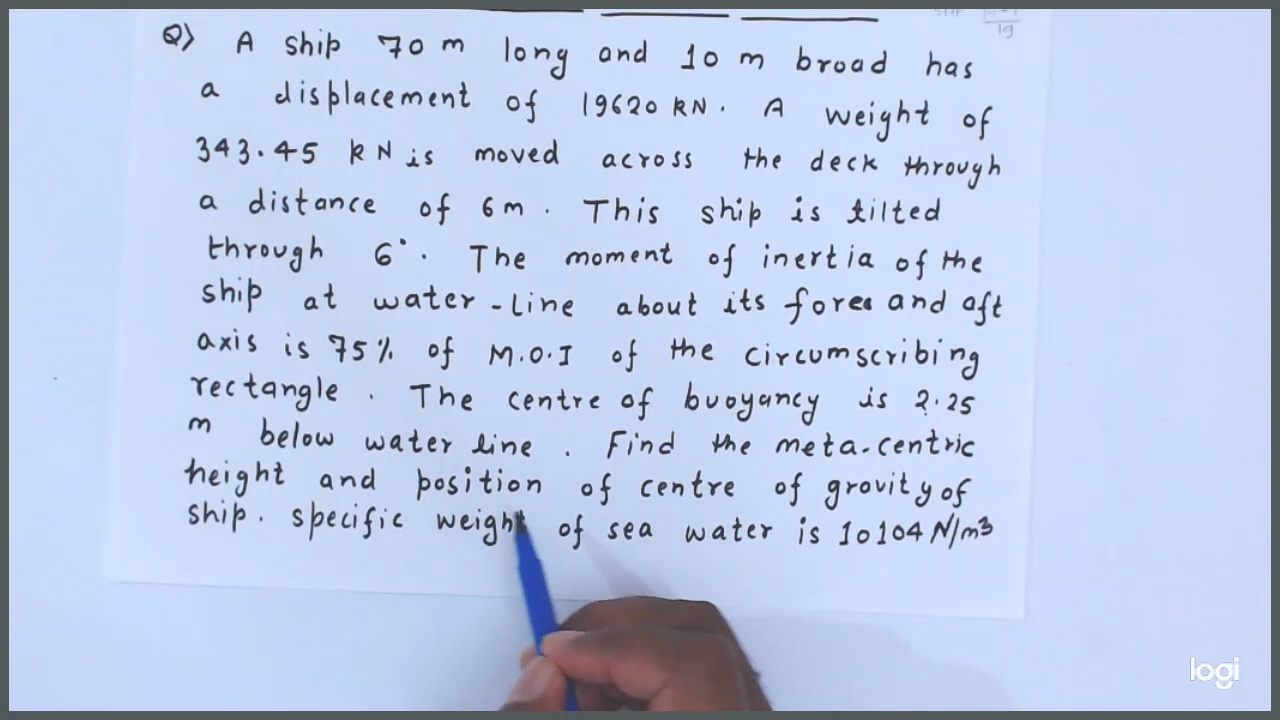 Q) A ship 70 m long and 10 m broad has
a displacement of 19620 kN. A weight of
343.45 kN is moved across the deck through
a distance of 6m. This ship is tilted
through 6°. The moment of inertia of the
ship at water-line about its fore and aft
axis is 75% of M.O.I of the circumscribing
rectangle. The centre of buoyancy is 2.25
m below water line. Find the meta-centric
height and position of centre of grovity of
ship. specific weight of sea water is 10104 N/m³
logi